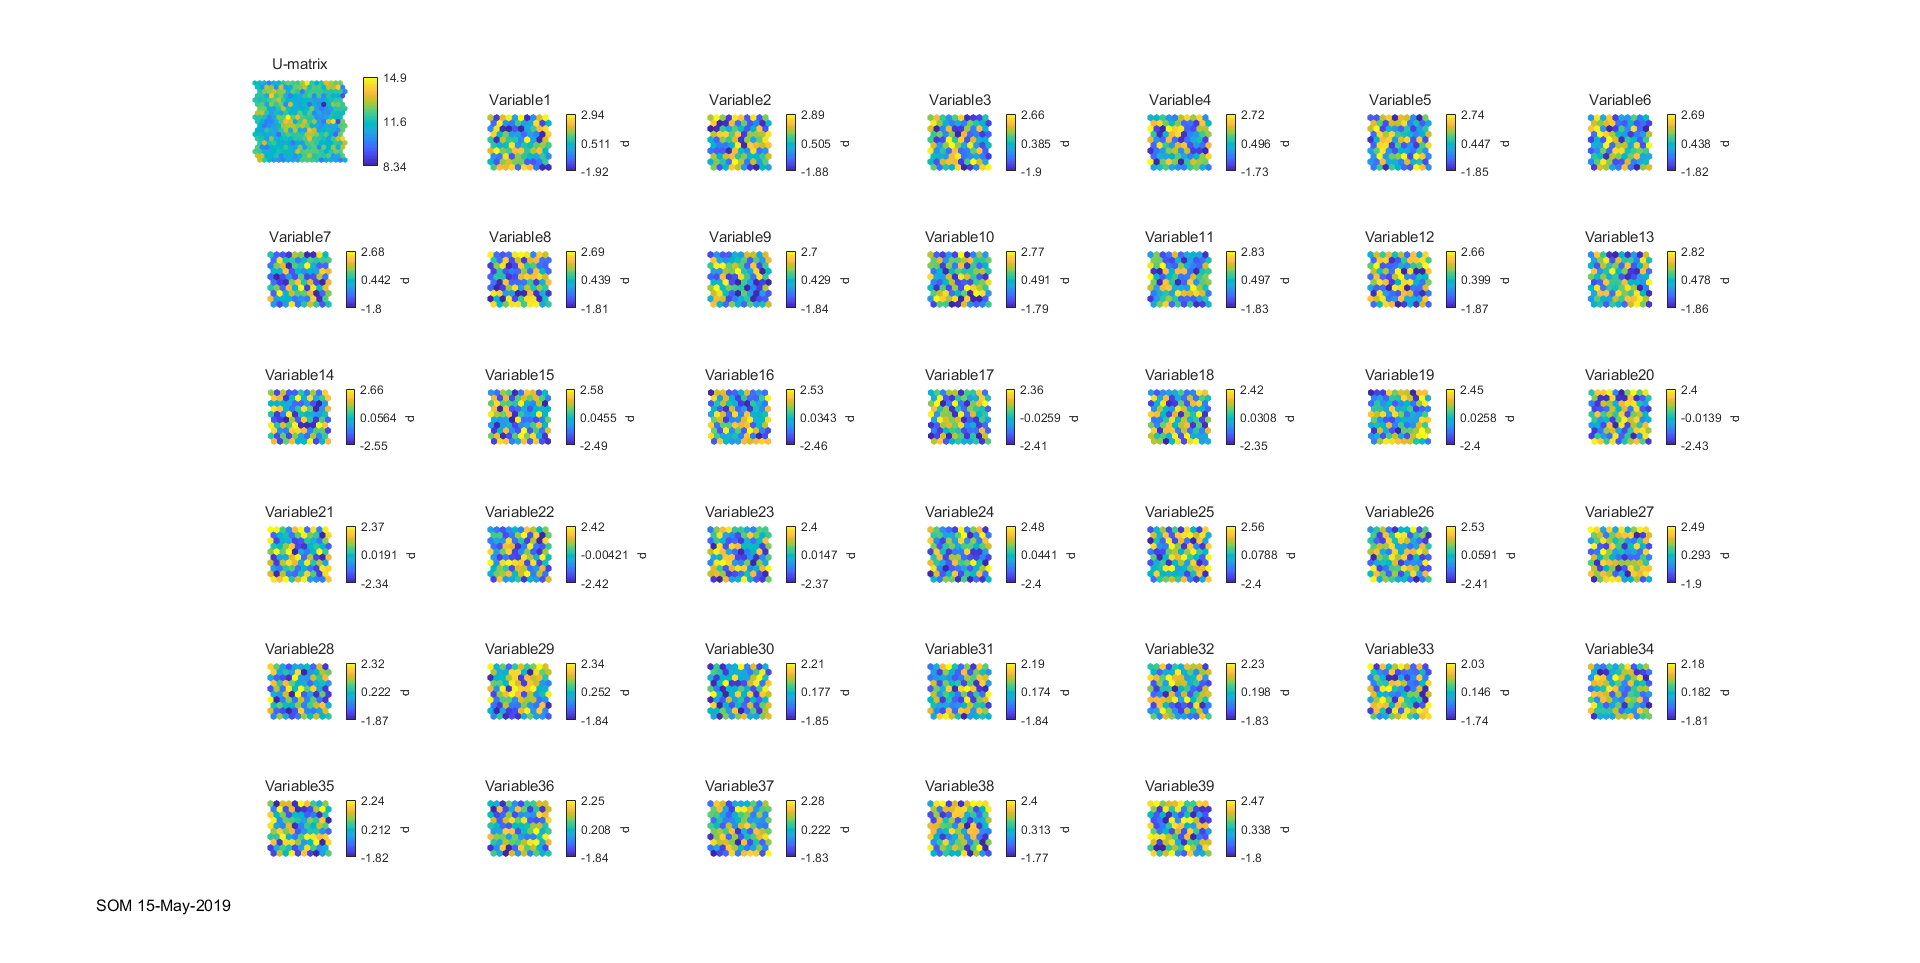 U-matrix
14.9
11.6
8.34
Variable1
2.94
0.511
d
-1.92
Variable2
2.89
0.505
d
-1.88
Variable3
2.66
0.385
d
-1.9
Variable4
2.72
0.496
d
-1.73
Variable5
2.74
0.447
d
-1.85
Variable6
2.69
0.438
d
-1.82
Variable7
2.68
0.442
d
-1.8
Variable8
2.69
0.439
d
-1.81
Variable9
2.7
0.429
d
-1.84
Variable10
2.77
0.491
d
-1.79
Variable11
2.83
0.497
d
-1.83
Variable12
2.66
0.399
d
-1.87
Variable13
2.82
0.478
d
-1.86
Variable14
2.66
0.0564
d
-2.55
Variable15
2.58
0.0455
d
-2.49
Variable16
2.53
0.0343
d
-2.46
Variable17
2.36
-0.0259
d
-2.41
Variable18
2.42
0.0308
d
-2.35
Variable19
2.45
0.0258
d
-2.4
Variable20
2.4
-0.0139
d
-2.43
Variable21
2.37
0.0191
d
-2.34
Variable22
2.42
-0.00421
d
-2.42
Variable23
2.4
0.0147
d
-2.37
Variable24
2.48
0.0441
d
-2.4
Variable25
2.56
0.0788
d
-2.4
Variable26
2.53
0.0591
d
-2.41
Variable27
2.49
0.293
d
-1.9
Variable28
2.32
0.222
d
-1.87
Variable29
2.34
0.252
d
-1.84
Variable30
2.21
0.177
d
-1.85
Variable31
2.19
0.174
d
-1.84
Variable32
2.23
0.198
d
-1.83
Variable33
2.03
0.146
d
-1.74
Variable34
2.18
0.182
d
-1.81
Variable35
2.24
0.212
d
-1.82
Variable36
2.25
0.208
d
-1.84
Variable37
2.28
0.222
d
-1.83
Variable38
2.4
0.313
d
-1.77
Variable39
2.47
0.338
d
-1.8
SOM 15-May-2019